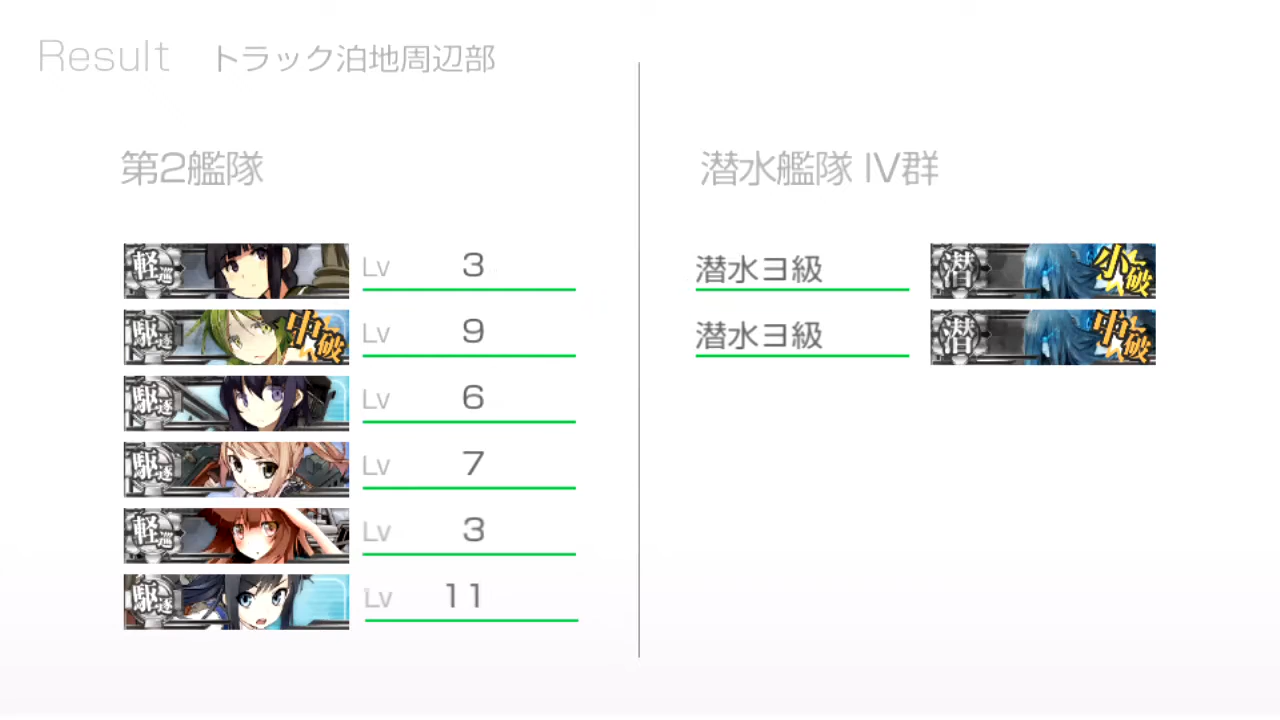 Result トラック泊地周辺部
第2艦隊
軽巡 Lv 3
駆逐 中破 Lv 9
駆逐 Lv 6
駆逐 Lv 7
軽巡 Lv 3
駆逐 Lv 11
潜水艦隊 IV群
潜水ヨ級 潜 小破
潜水ヨ級 潜 中破